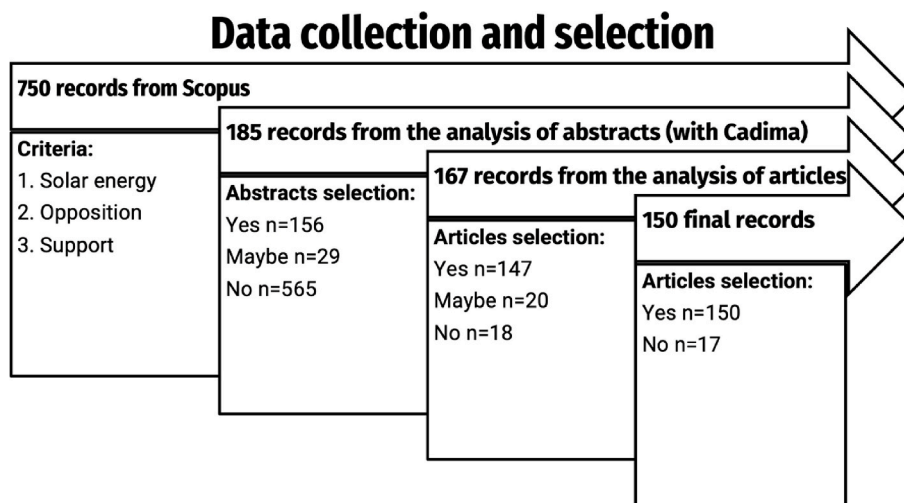 Data collection and selection
750 records from Scopus
Criteria:
1. Solar energy
2. Opposition
3. Support
185 records from the analysis of abstracts (with Cadima)
Abstracts selection:
Yes n=156
Maybe n=29
No n=565
167 records from the analysis of articles
Articles selection:
Yes n=147
Maybe n=20
No n=18
150 final records
Articles selection:
Yes n=150
No n=17